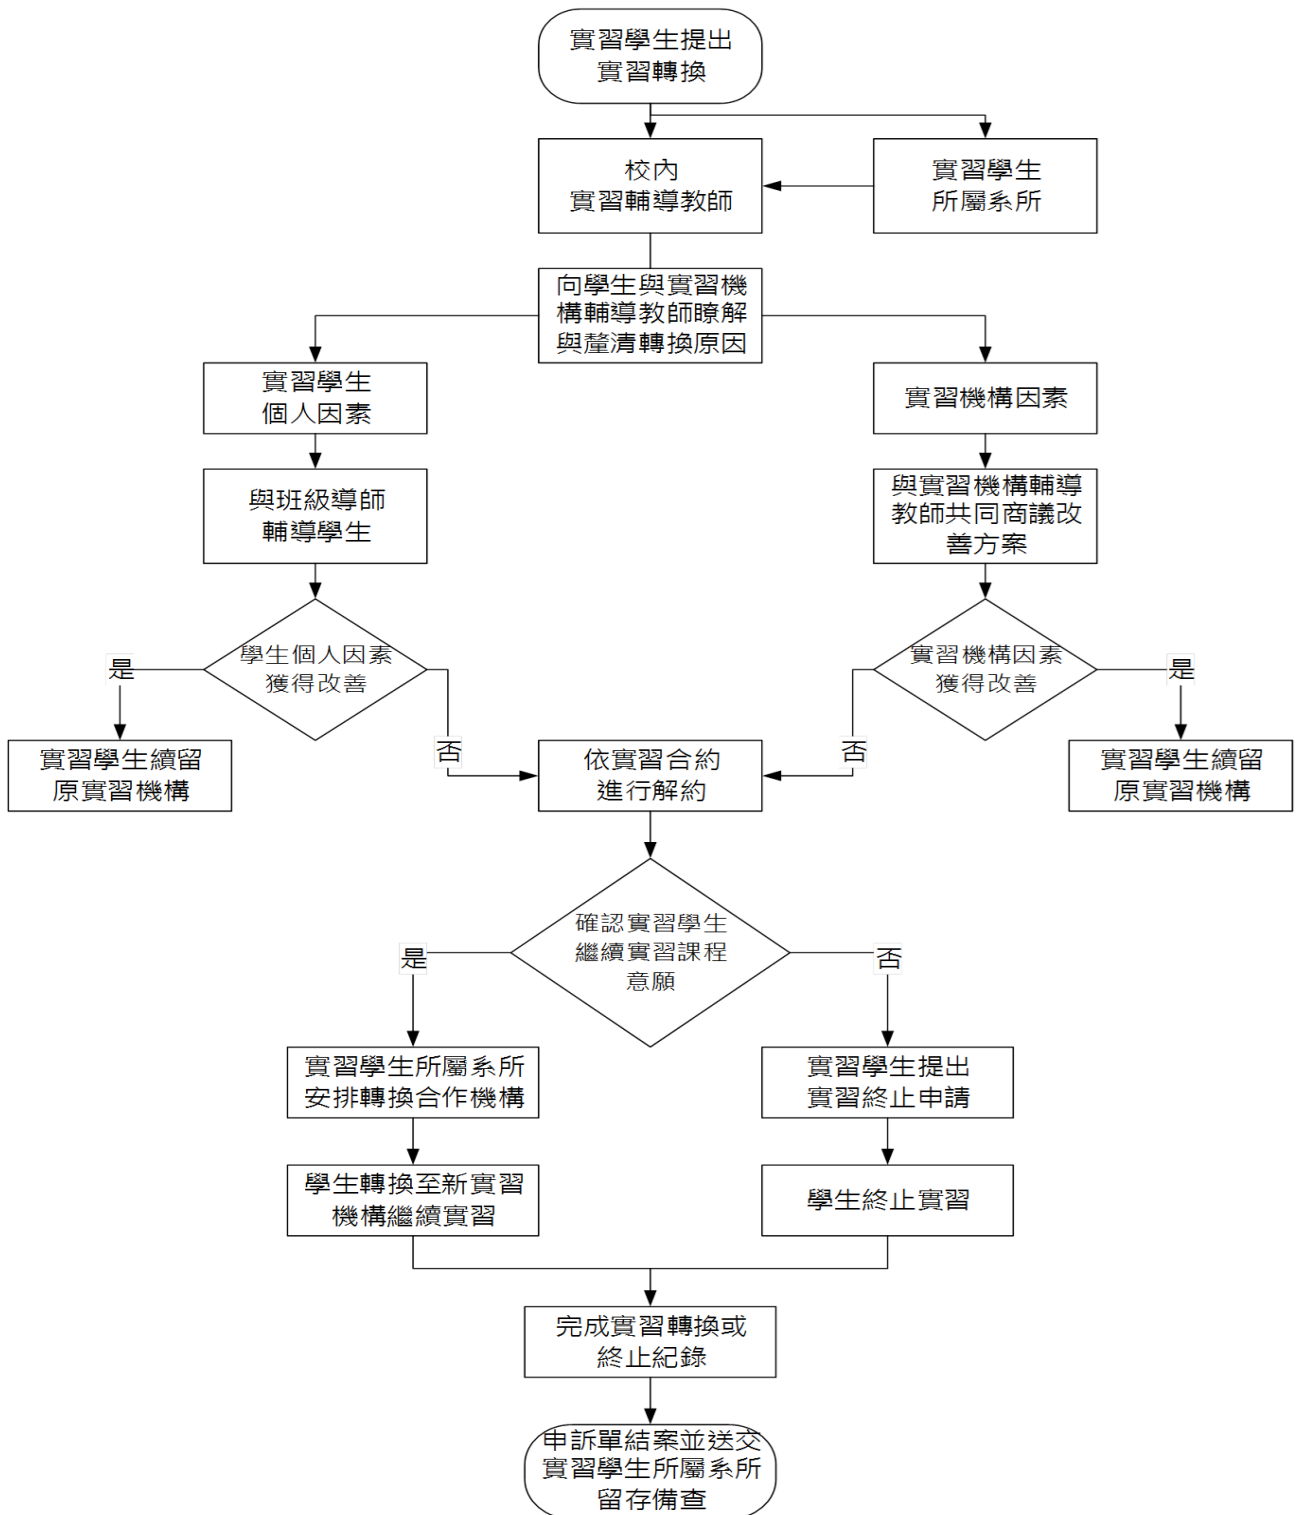 實習學生提出
實習轉換
校內
實習輔導教師
實習學生
所屬系所
向學生與實習機
構輔導教師瞭解
與釐清轉換原因
實習學生
個人因素
實習機構因素
與班級導師
輔導學生
與實習機構輔導
教師共同商議改
善方案
學生個人因素
獲得改善
實習機構因素
獲得改善
是
否
否
是
實習學生續留
原實習機構
依實習合約
進行解約
實習學生續留
原實習機構
確認實習學生
繼續實習課程
意願
是
否
實習學生所屬系所
安排轉換合作機構
實習學生提出
實習終止申請
學生轉換至新實習
機構繼續實習
學生終止實習
完成實習轉換或
終止紀錄
申訴單結案並送交
實習學生所屬系所
留存備查